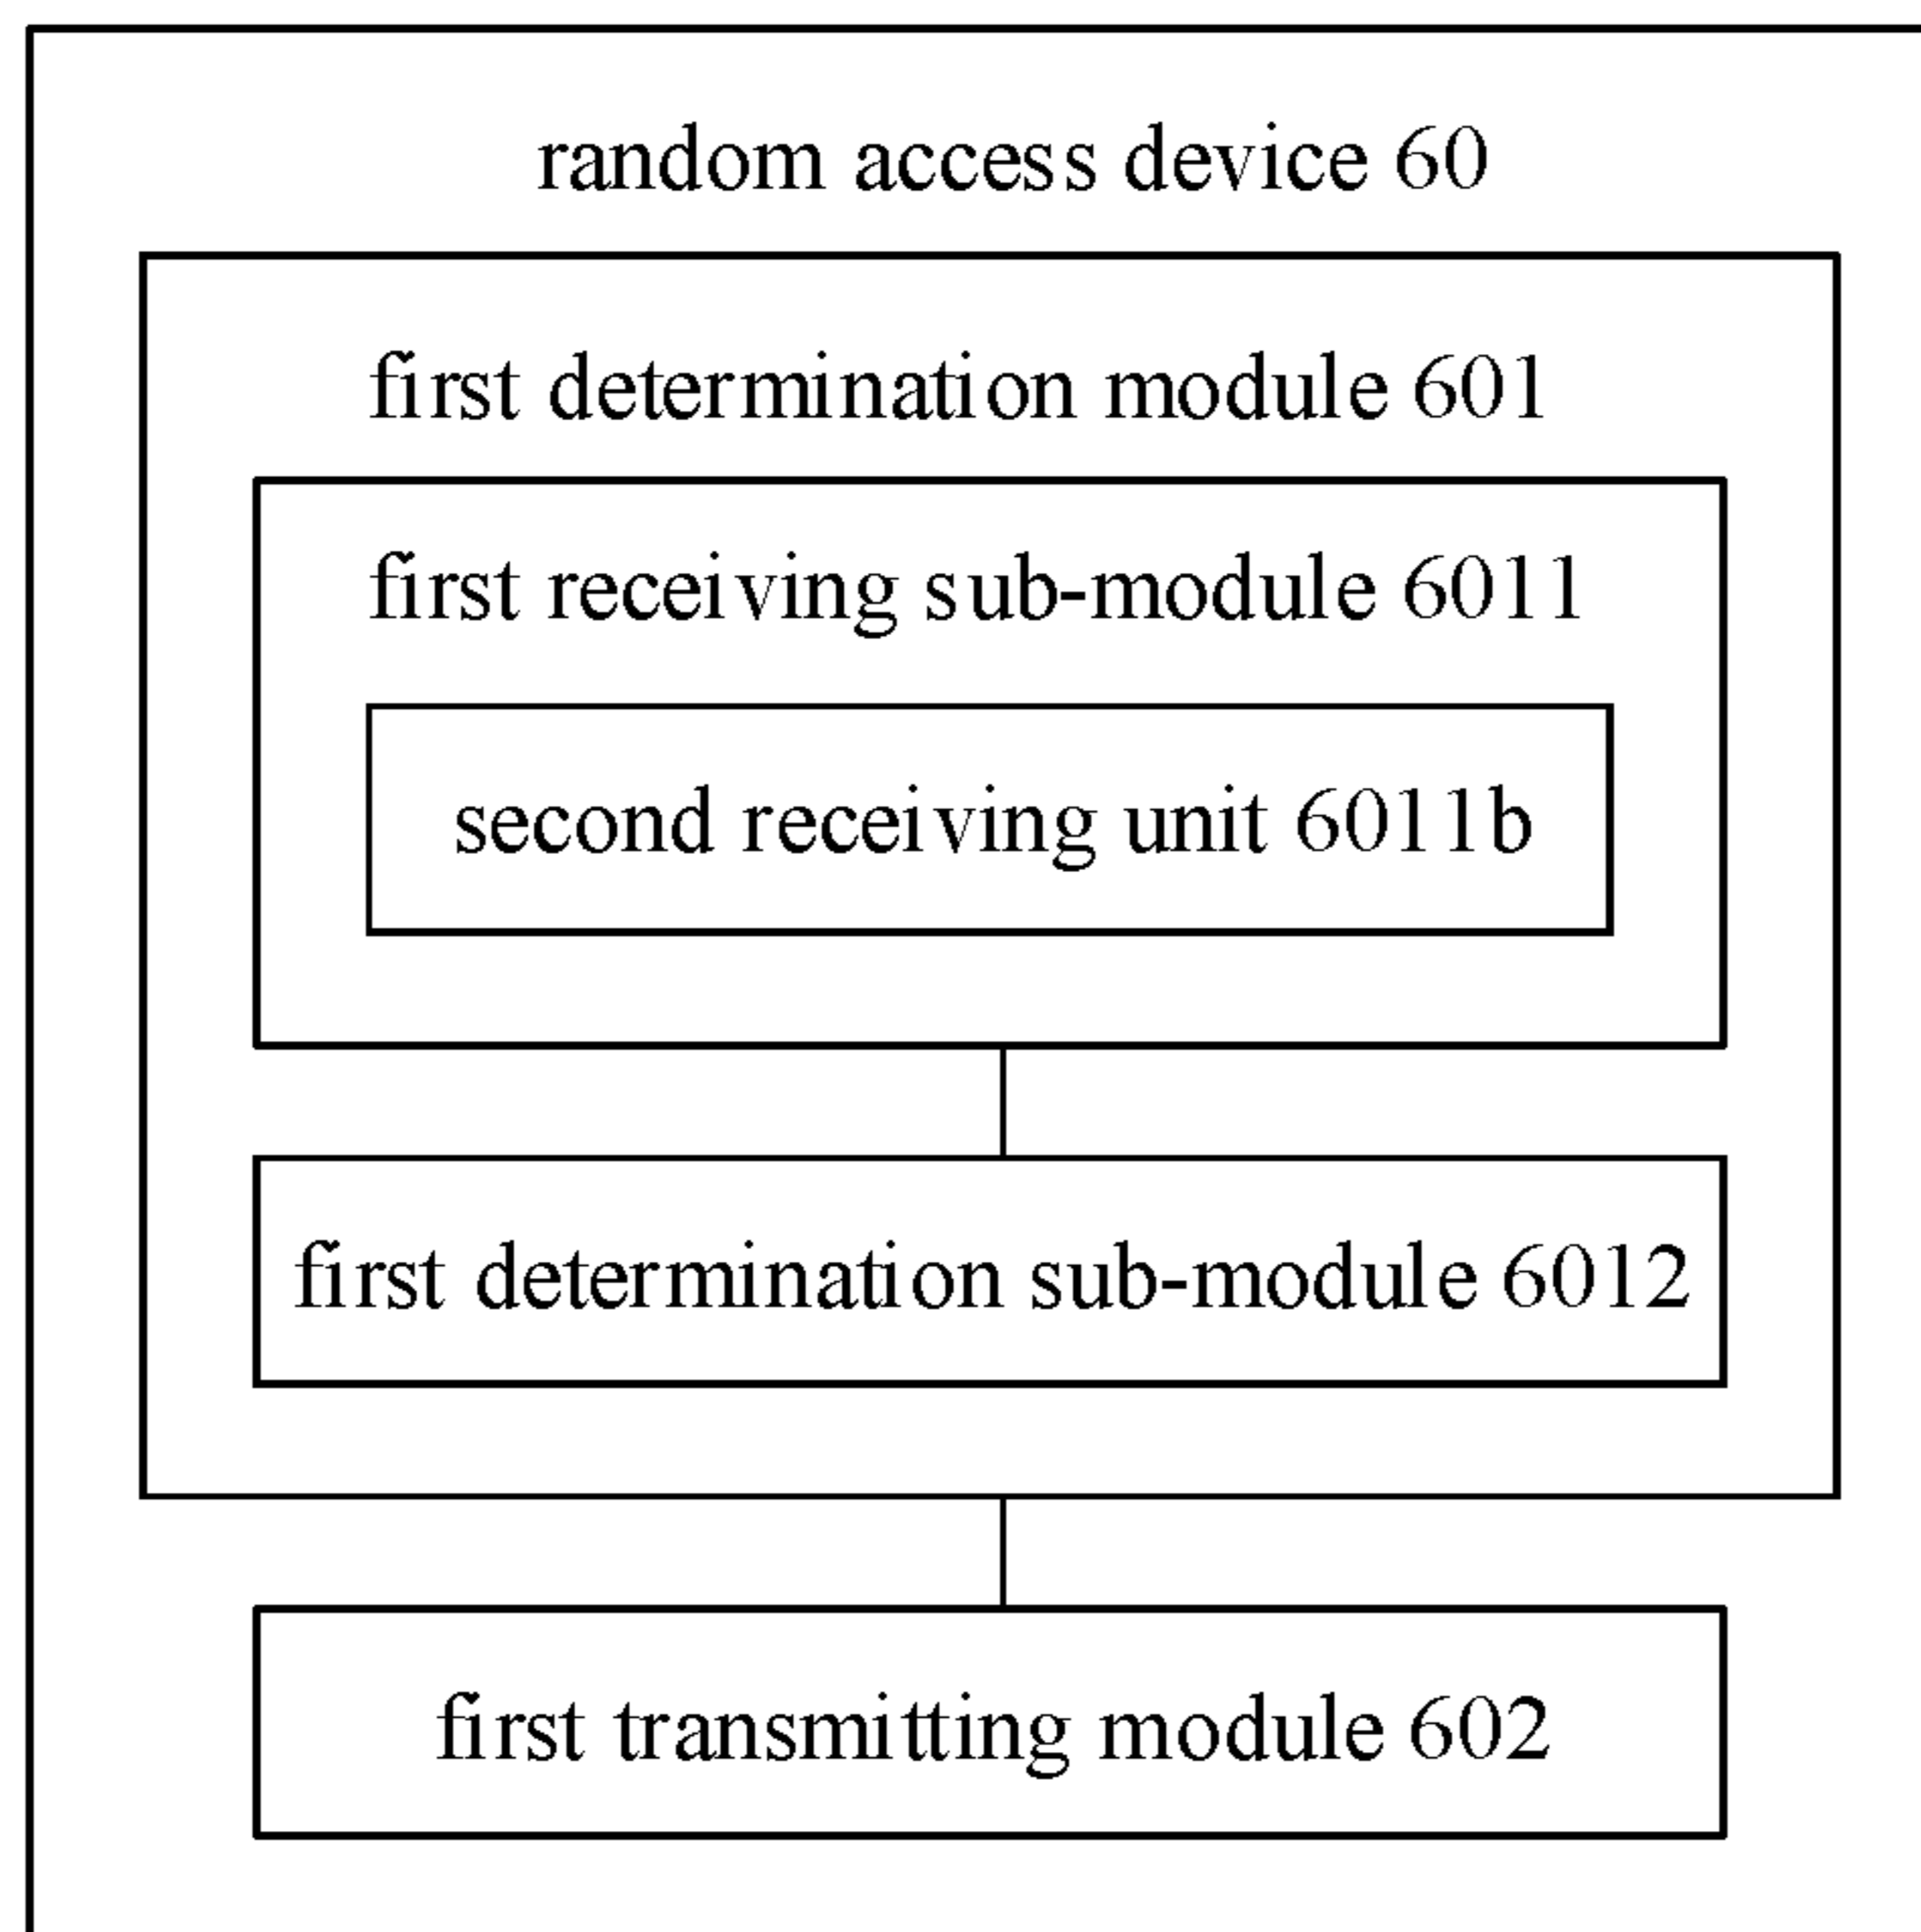 random access device 60
first determination module 601
first receiving sub-module 6011
second receiving unit 6011b
first determination sub-module 6012
first transmitting module 602